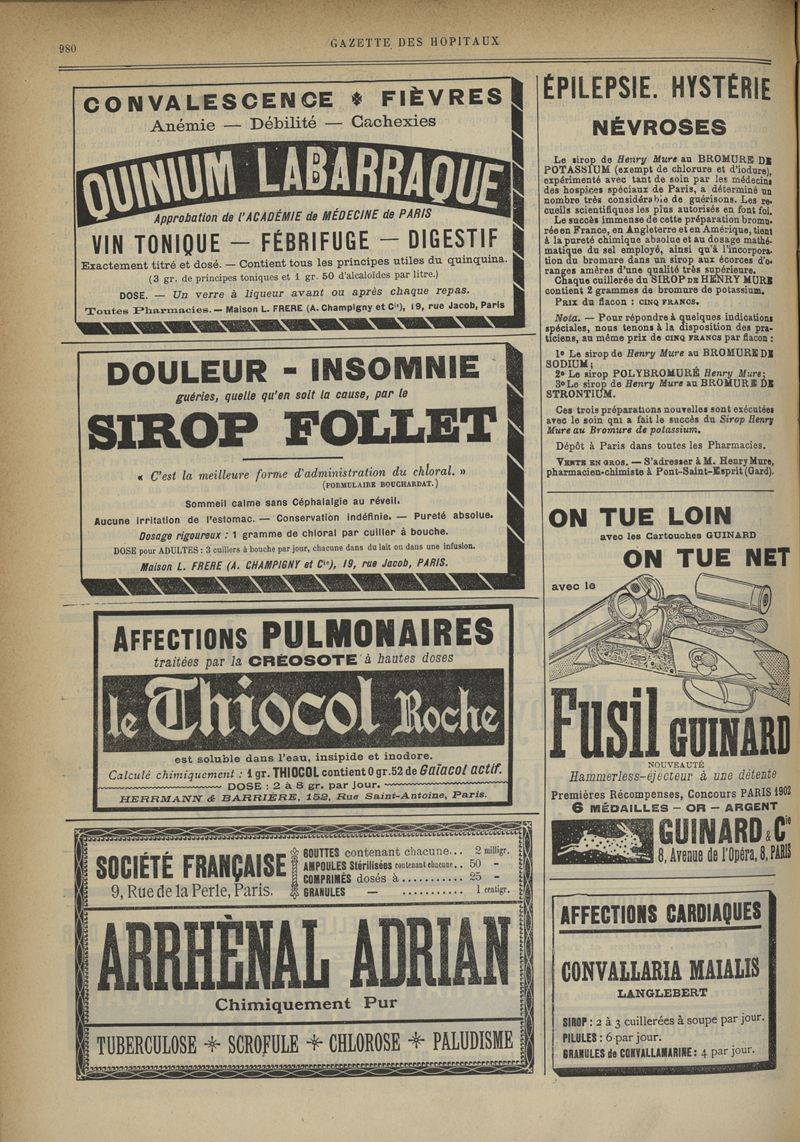 980
GAZETTE DES HOPITAUX
CONVALESCENCE * FIÈVRES
Anémie — Débilité — Cachexies
QUINIUM LABARRAQUE
Approbation de l'ACADÉMIE de MÉDECINE de PARIS
VIN TONIQUE — FÉBRIFUGE — DIGESTIF
Exactement titré et dosé. — Contient tous les principes utiles du quinquina.
(3 gr. de principes toniques et 1 gr. 50 d'alcaloïdes par litre.)
DOSE. — Un verre à liqueur avant ou après chaque repas.
Toutes Pharmacies. — Maison L. FRERE (A. Champigny et Cie), 19, rue Jacob, Paris
DOULEUR - INSOMNIE
guéries, quelle qu'en soit la cause, par le
SIROP FOLLET
« C'est la meilleure forme d'administration du chloral. »
(FORMULAIRE BOUCHARDAT.)
Sommeil calme sans Céphalalgie au réveil.
Aucune irritation de l'estomac. — Conservation indéfinie. — Pureté absolue.
Dosage rigoureux : 1 gramme de chloral par cuiller à bouche.
DOSE pour ADULTES : 3 cuillers à bouche par jour, chacune dans du lait ou dans une infusion.
Maison L. FRERE (A. CHAMPIGNY et Cie), 19, rue Jacob, PARIS.
AFFECTIONS PULMONAIRES
traitées par la CRÉOSOTE à hautes doses
le Thiocol Roche
est soluble dans l'eau, insipide et inodore.
Calculé chimiquement : 1 gr. THIOCOL contient 0 gr.52 de Gaïacol actif.
DOSE : 2 à 8 gr. par jour.
HERRMANN & BARRIÈRE, 152, Rue Saint-Antoine, Paris.
SOCIÉTÉ FRANÇAISE
9, Rue de la Perle, Paris.
GOUTTES contenant chacune... 2 milligr.
AMPOULES Stérilisées contenant chacune.. 50 —
COMPRIMÉS dosés à ........... 25 —
GRANULES — ........... 1 centigr.
ARRHÉNAL ADRIAN
Chimiquement Pur
TUBERCULOSE * SCROFULE * CHLOROSE * PALUDISME
ÉPILEPSIE. HYSTÉRIE
NÉVROSES
Le sirop de Henry Mure au BROMURE DE
POTASSIUM (exempt de chlorure et d'iodure),
expérimenté avec tant de soin par les médecins
des hospices spéciaux de Paris, a déterminé un
nombre très considérable de guérisons. Les re-
cueils scientifiques les plus autorisés en font foi.
Le succès immense de cette préparation bromu-
rée en France, en Angleterre et en Amérique, tient
à la pureté chimique absolue et au dosage mathé-
matique du sel employé, ainsi qu'à l'incorpora-
tion du bromure dans un sirop aux écorces d'o-
ranges amères d'une qualité très supérieure.
Chaque cuillerée du SIROP DE HENRY MURE
contient 2 grammes de bromure de potassium.
PRIX du flacon : CINQ FRANCS.
Nota. — Pour répondre à quelques indications
spéciales, nous tenons à la disposition des pra-
ticiens, au même prix de CINQ FRANCS par flacon :
1° Le sirop de Henry Mure au BROMURE DE
SODIUM ;
2° Le sirop POLYBROMURÉ Henry Mure ;
3° Le sirop de Henry Mure au BROMURE DE
STRONTIUM.
Ces trois préparations nouvelles sont exécutées
avec le soin qni a fait le succès du Sirop Henry
Mure au Bromure de potassium.
Dépôt à Paris dans toutes les Pharmacies.
VENTE EN GROS. — S'adresser à M. Henry Mure,
pharmacien-chimiste à Pont-Saint-Esprit (Gard).
ON TUE LOIN
avec les Cartouches GUINARD
ON TUE NET
avec le
Fusil GUINARD
NOUVEAUTÉ
Hammerless-éjecteur à une détente
Premières Récompenses, Concours PARIS 1902
6 MÉDAILLES — OR — ARGENT
GUINARD & Cie
8, Avenue de l'Opéra, 8, PARIS
AFFECTIONS CARDIAQUES
CONVALLARIA MAIALIS
LANGLEBERT
SIROP : 2 à 3 cuillerées à soupe par jour.
PILULES : 6 par jour.
GRANULES de CONVALLAMARINE : 4 par jour.